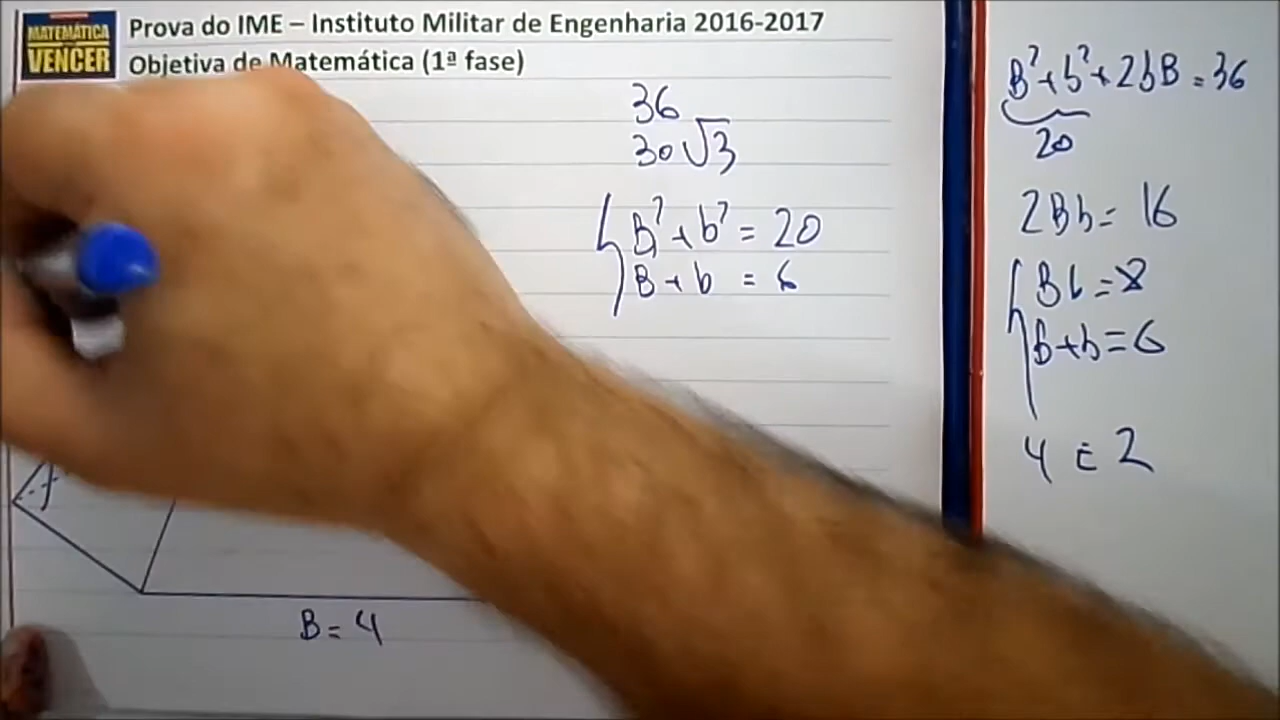 MATEMÁTICA
VENCER
Prova do IME – Instituto Militar de Engenharia 2016-2017
Objetiva de Matemática (1ª fase)
36
30√3
B² + b² = 20
B + b = 6
B = 4
B² + b² + 2bB = 36
20
2Bb = 16
Bb = 8
B + b = 6
4 E 2